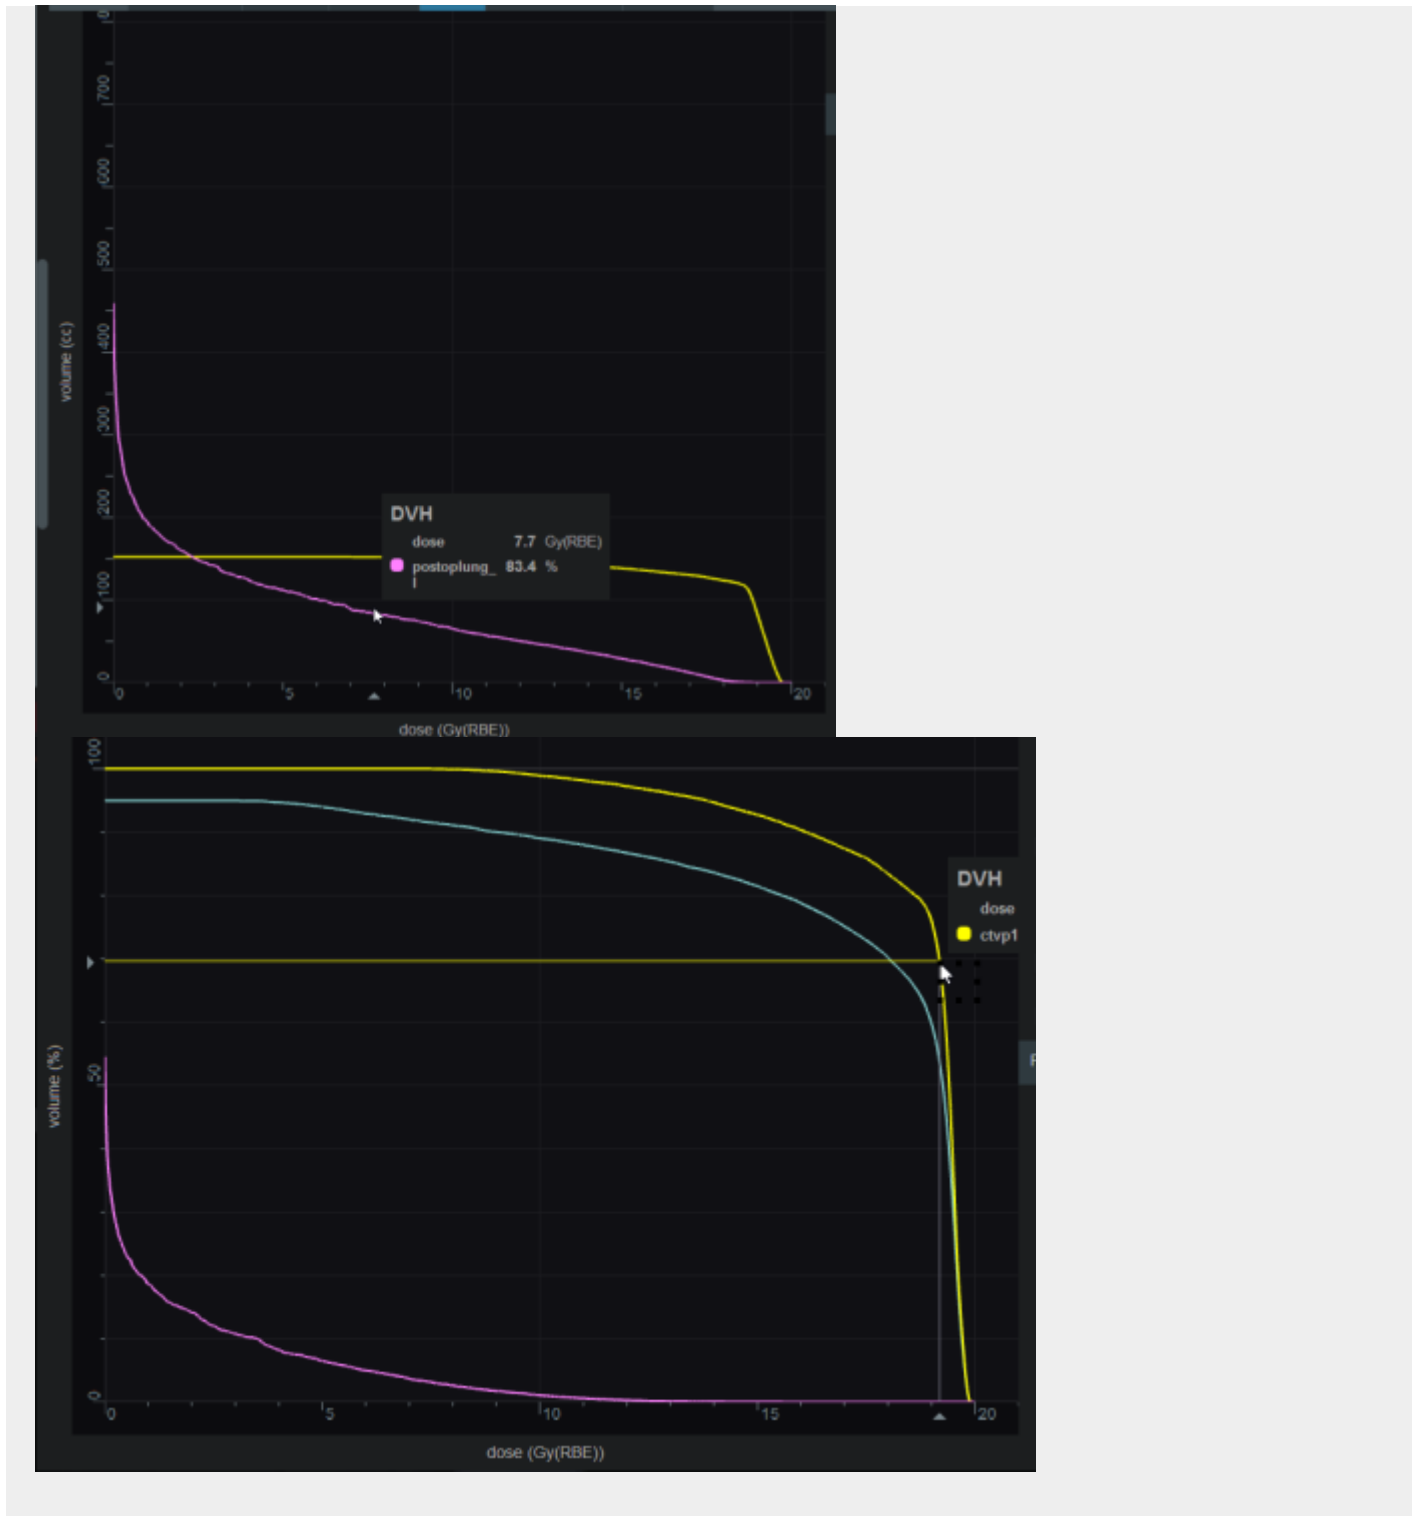 700
600
500
400
300
200
100
0
volume (cc)
DVH
dose 7.7 Gy(RBE)
postoplung_ 83.4 %
l
0 5 10 15 20
dose (Gy(RBE))
100
50
0
volume (%)
DVH
dose
ctvp1
0 5 10 15 20
dose (Gy(RBE))